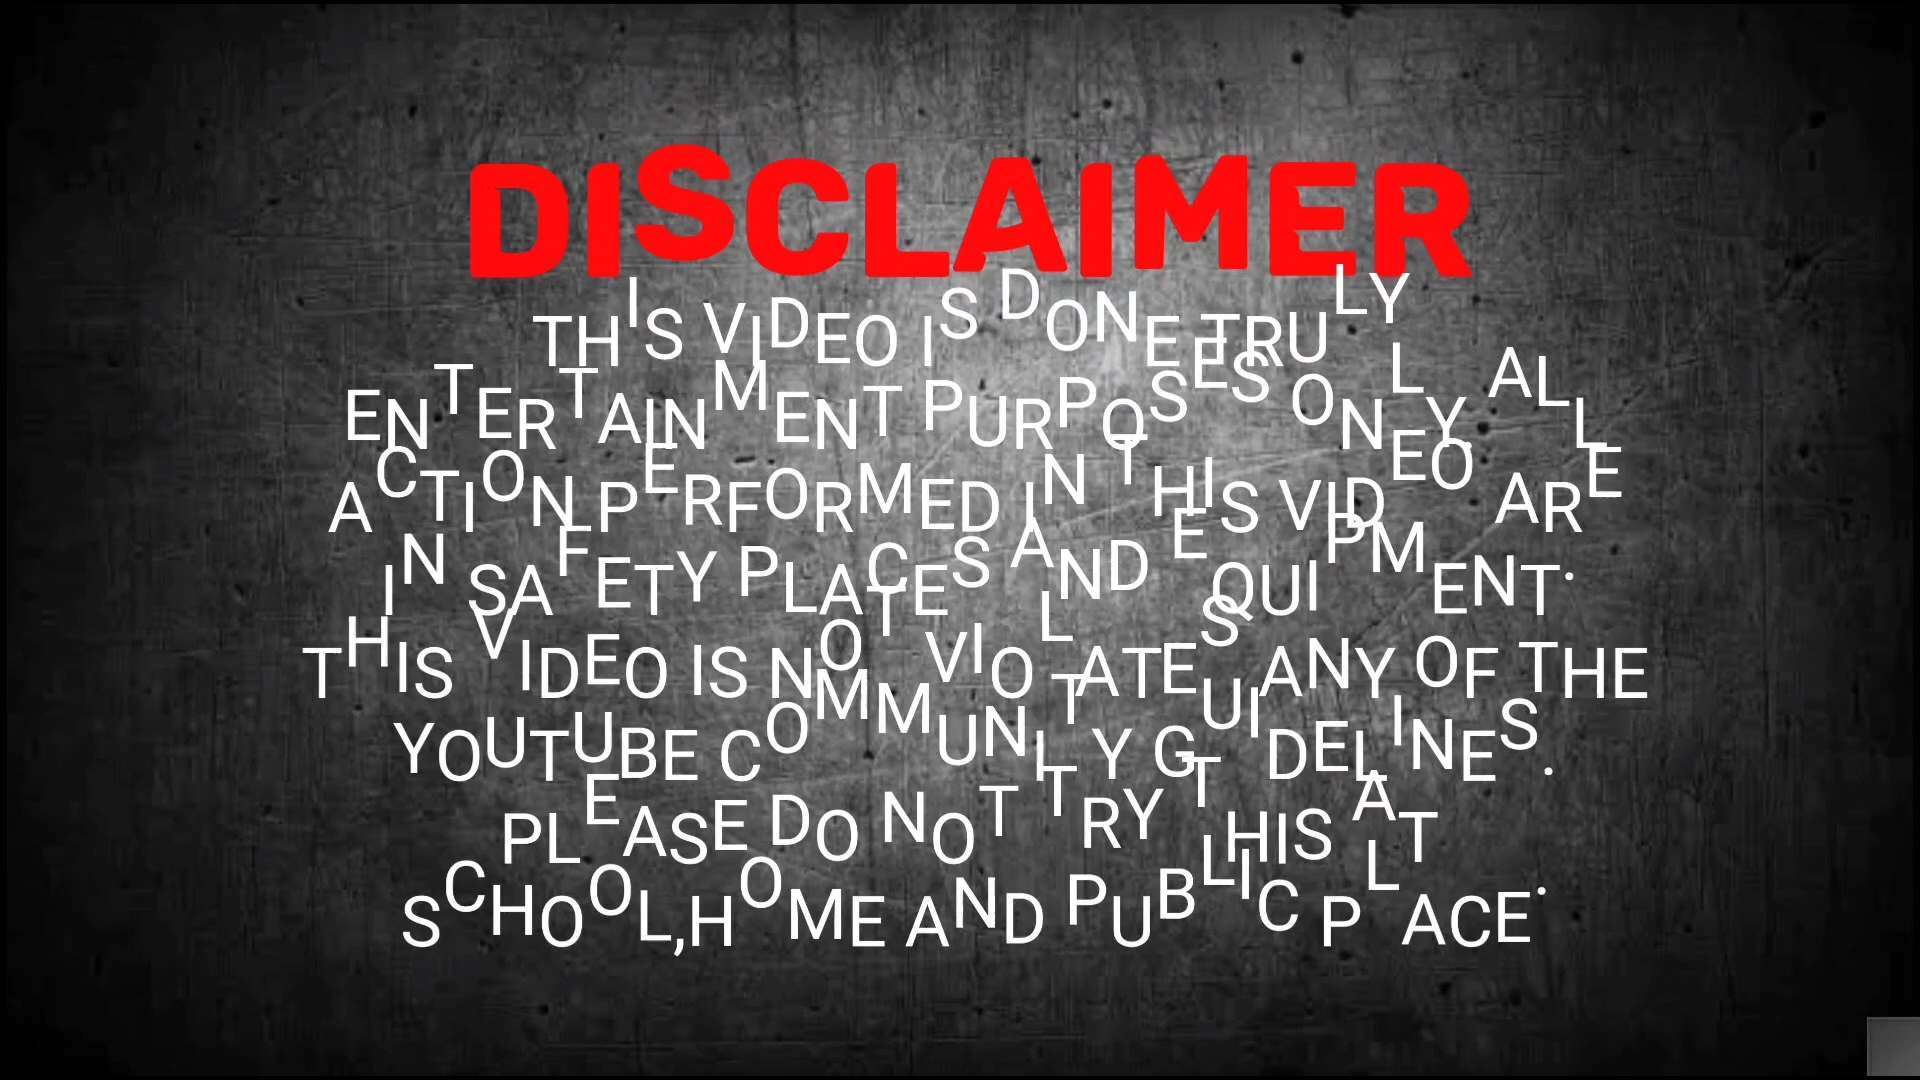 DISCLAIMER
THIS VIDEO IS DONE TRULY
ENTERTAINMENT PURPOSES ONLY. ALL
ACTION PERFORMED IN THIS VIDEO ARE
IN SAFETY PLACES AND EQUIPMENT.
THIS VIDEO IS NOT VIOLATES ANY OF THE
YOUTUBE COMMUNITY GUIDELINES.
PLEASE DO NOT TRY THIS AT
SCHOOL,HOME AND PUBLIC PLACE.